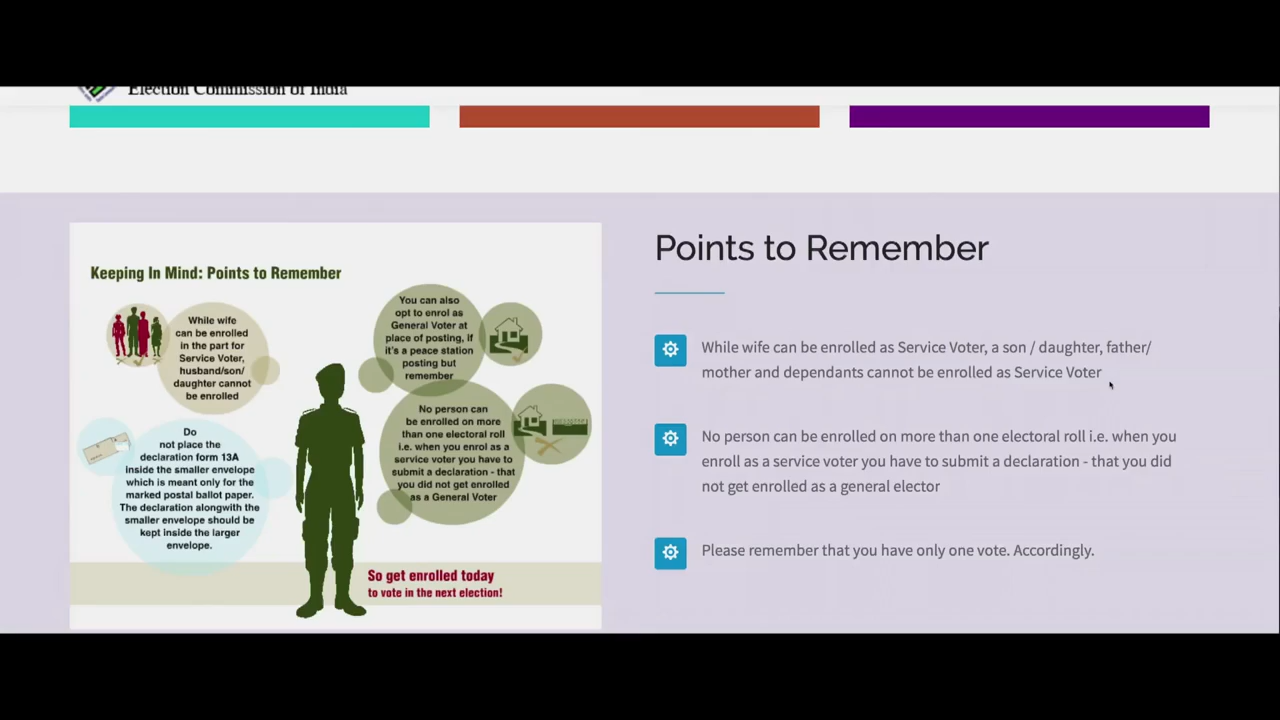 Election Commission of India
Keeping In Mind: Points to Remember
While wife
can be enrolled
in the part for
Service Voter,
husband/son/
daughter cannot
be enrolled
You can also
opt to enrol as
General Voter at
place of posting, if
it's a peace station
posting but
remember
No person can
be enrolled on more
than one electoral roll
i.e. when you enrol as a
service voter you have to
submit a declaration - that
you did not get enrolled
as a General Voter
Do
not place the
declaration form 13A
inside the smaller envelope
which is meant only for the
marked postal ballot paper.
The declaration alongwith the
smaller envelope should be
kept inside the larger
envelope.
So get enrolled today
to vote in the next election!
Points to Remember
While wife can be enrolled as Service Voter, a son / daughter, father/
mother and dependants cannot be enrolled as Service Voter
No person can be enrolled on more than one electoral roll i.e. when you
enroll as a service voter you have to submit a declaration - that you did
not get enrolled as a general elector
Please remember that you have only one vote. Accordingly.